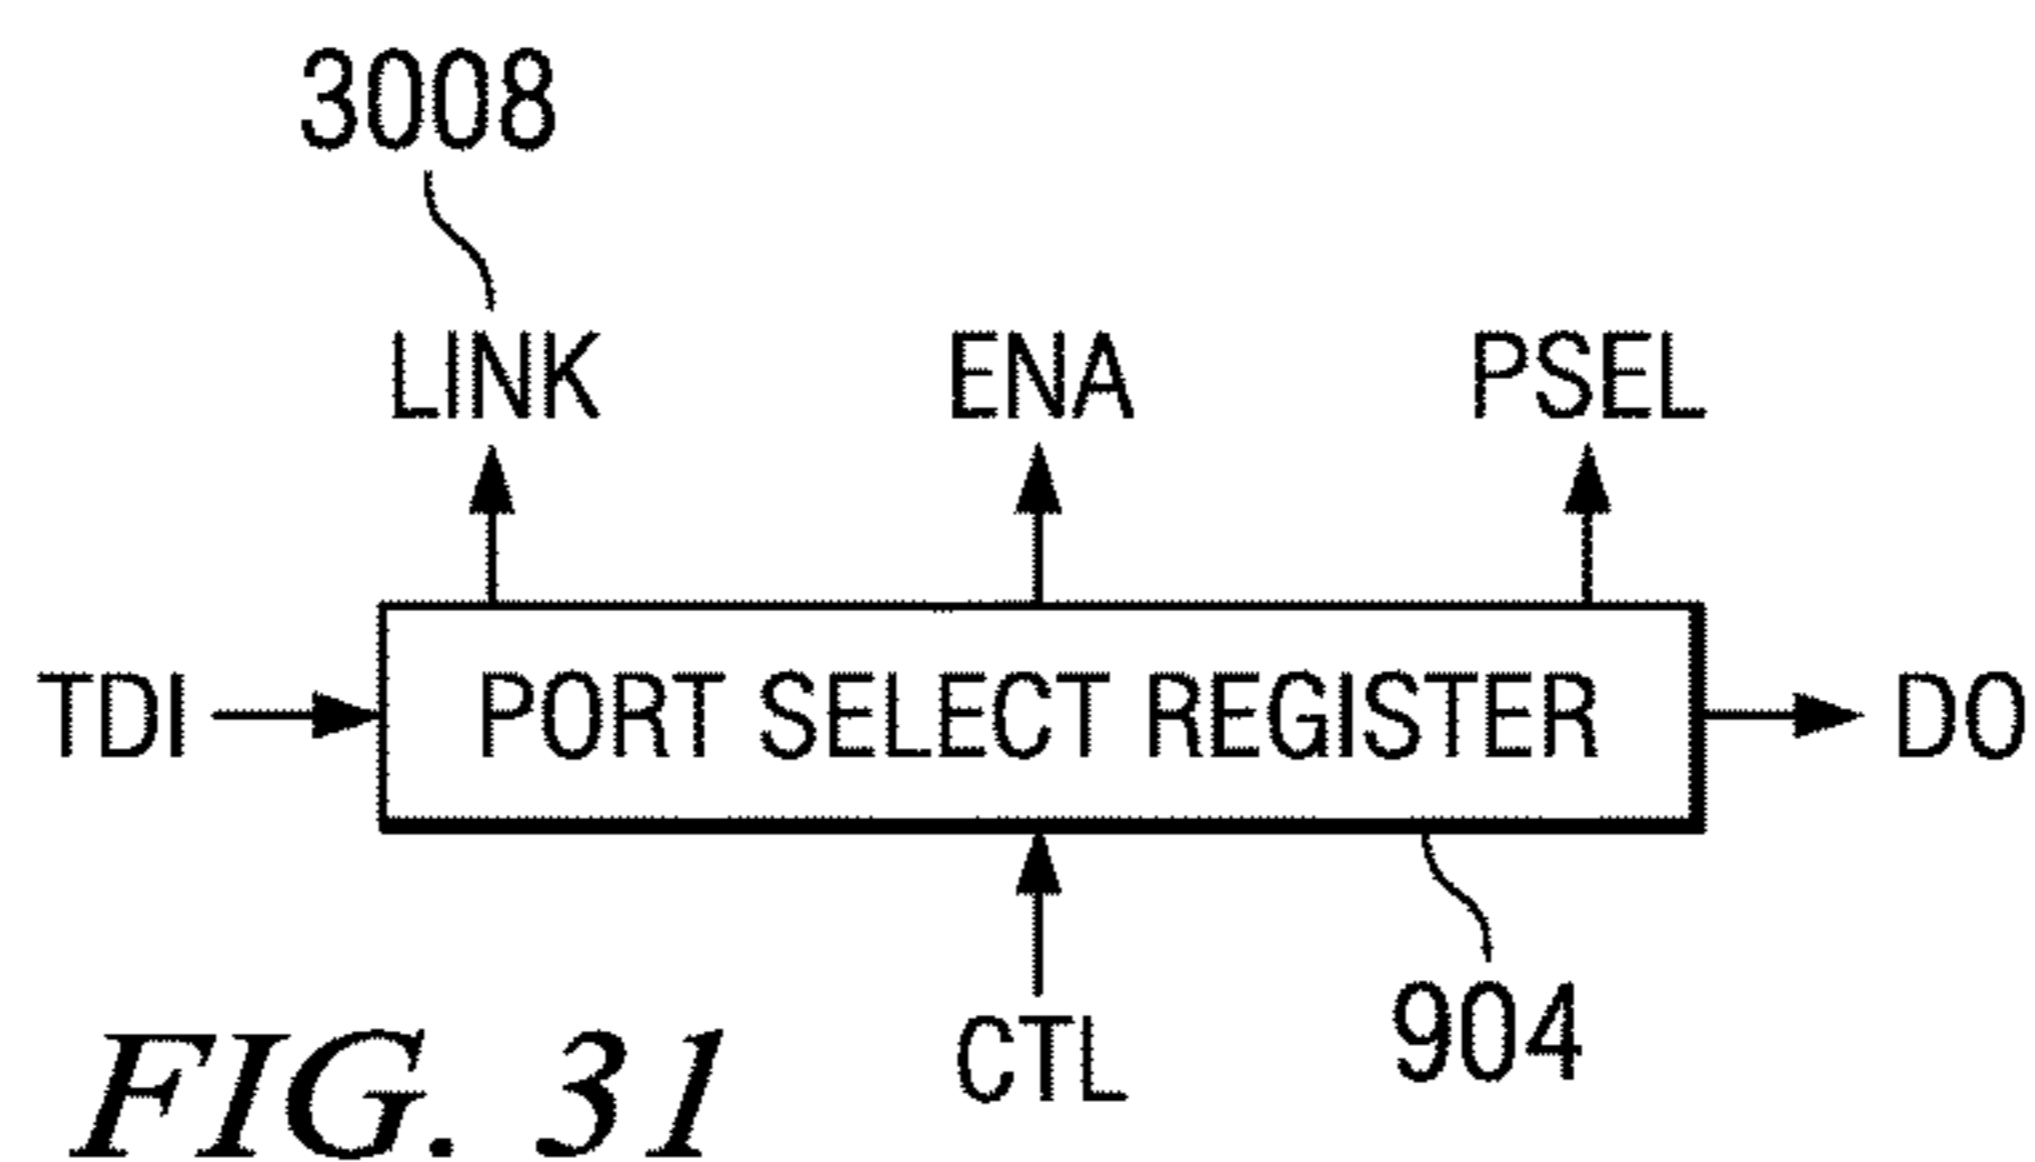 3008
LINK ENA PSEL
TDI PORT SELECT REGISTER DO
904
CTL
FIG. 31